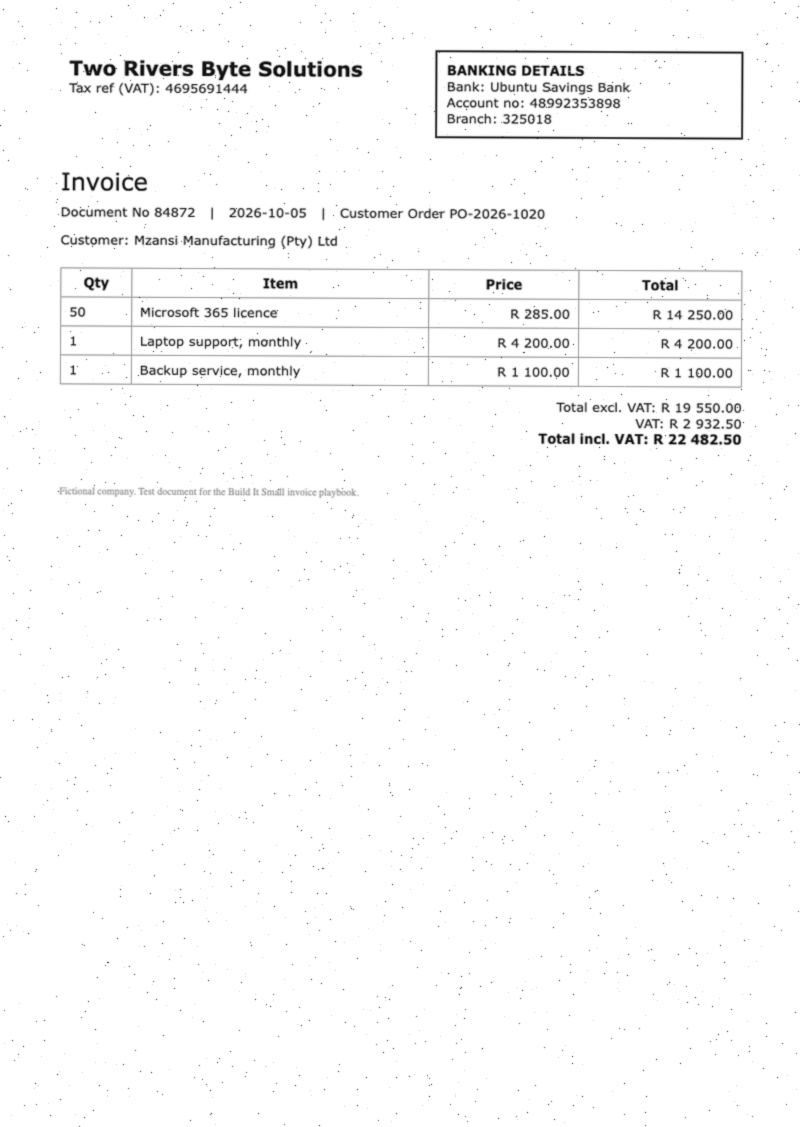 Two Rivers Byte Solutions
Tax ref (VAT): 4695691444
BANKING DETAILS
Bank: Ubuntu Savings Bank
Account no: 48992353898
Branch: 325018
Invoice
Document No 84872 | 2026-10-05 | Customer Order PO-2026-1020
Customer: Mzansi Manufacturing (Pty) Ltd
Qty Item Price Total
50 Microsoft 365 licence R 285.00 R 14 250.00
1 Laptop support, monthly R 4 200.00 R 4 200.00
1 Backup service, monthly R 1 100.00 R 1 100.00
Total excl. VAT: R 19 550.00
VAT: R 2 932.50
Total incl. VAT: R 22 482.50
Fictional company. Test document for the Build It Small invoice playbook.